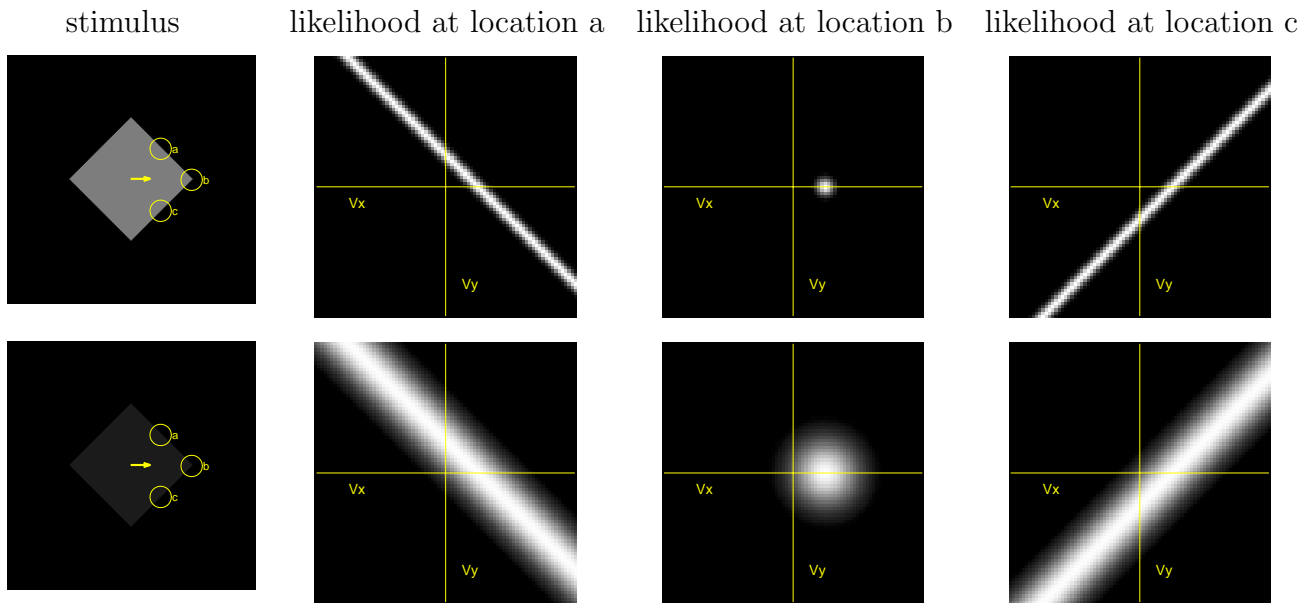 stimulus
likelihood at location a
likelihood at location b
likelihood at location c
a
b
c
Vx
Vy
Vx
Vy
Vx
Vy
a
b
c
Vx
Vy
Vx
Vy
Vx
Vy